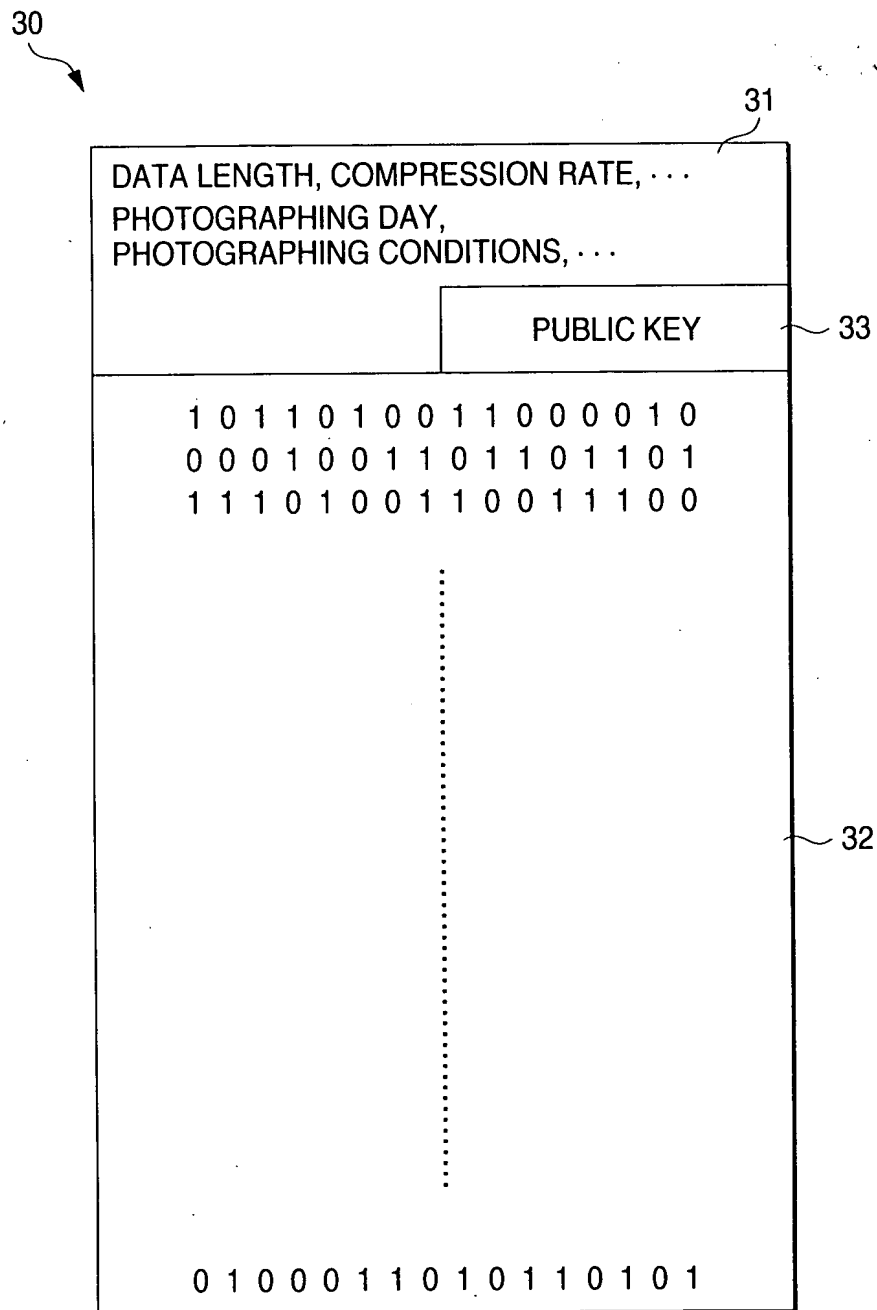 30
31
DATA LENGTH, COMPRESSION RATE, · · ·
PHOTOGRAPHING DAY,
PHOTOGRAPHING CONDITIONS, · · ·
PUBLIC KEY
33
1 0 1 1 0 1 0 0 1 1 0 0 0 0 1 0
0 0 0 1 0 0 1 1 0 1 1 0 1 1 0 1
1 1 1 0 1 0 0 1 1 0 0 1 1 1 0 0
32
0 1 0 0 0 1 1 0 1 0 1 1 0 1 0 1